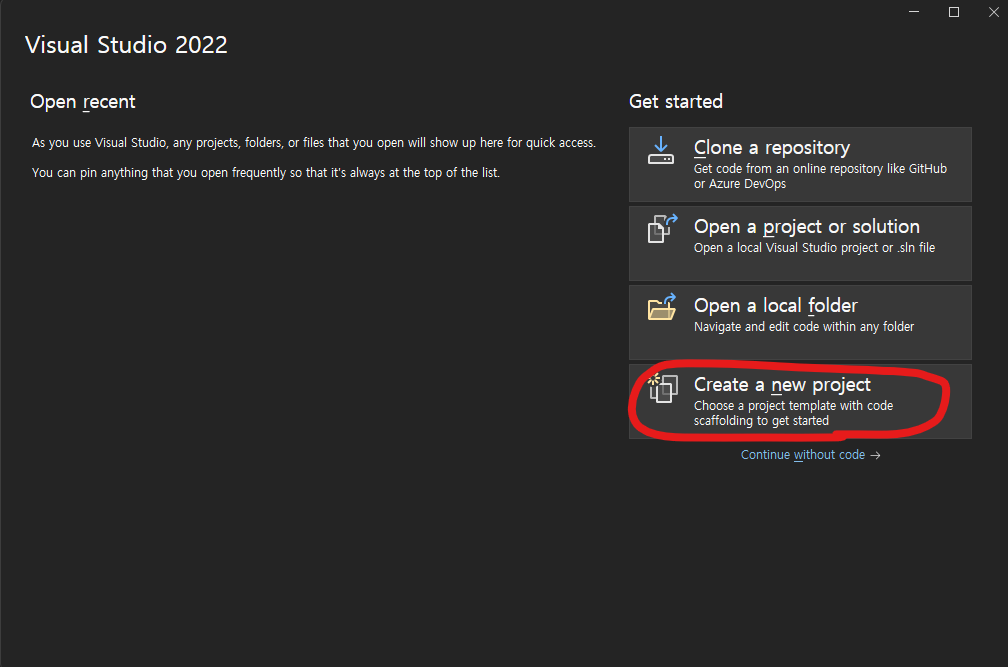 Visual Studio 2022
Open recent
As you use Visual Studio, any projects, folders, or files that you open will show up here for quick access.
You can pin anything that you open frequently so that it's always at the top of the list.
Get started
Clone a repository
Get code from an online repository like GitHub
or Azure DevOps
Open a project or solution
Open a local Visual Studio project or .sln file
Open a local folder
Navigate and edit code within any folder
Create a new project
Choose a project template with code
scaffolding to get started
Continue without code →